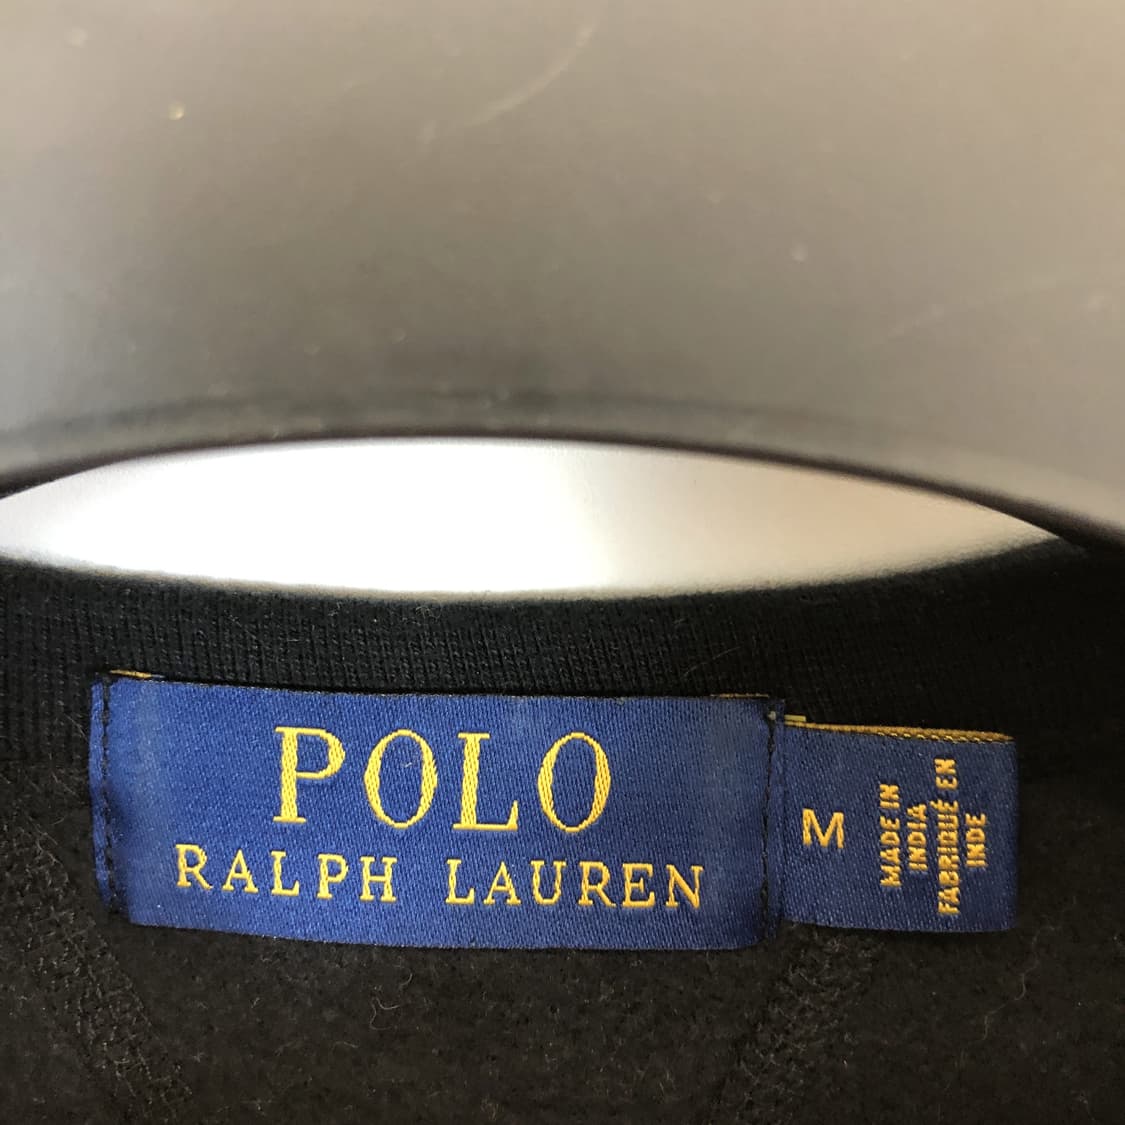 POLO
RALPH LAUREN
M
MADE IN
INDIA
FABRIQUÉ EN
INDE